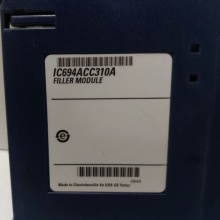 IC694ACC310A
FILLER MODULE
Made in Charlottesville Va USA GE Fanuc